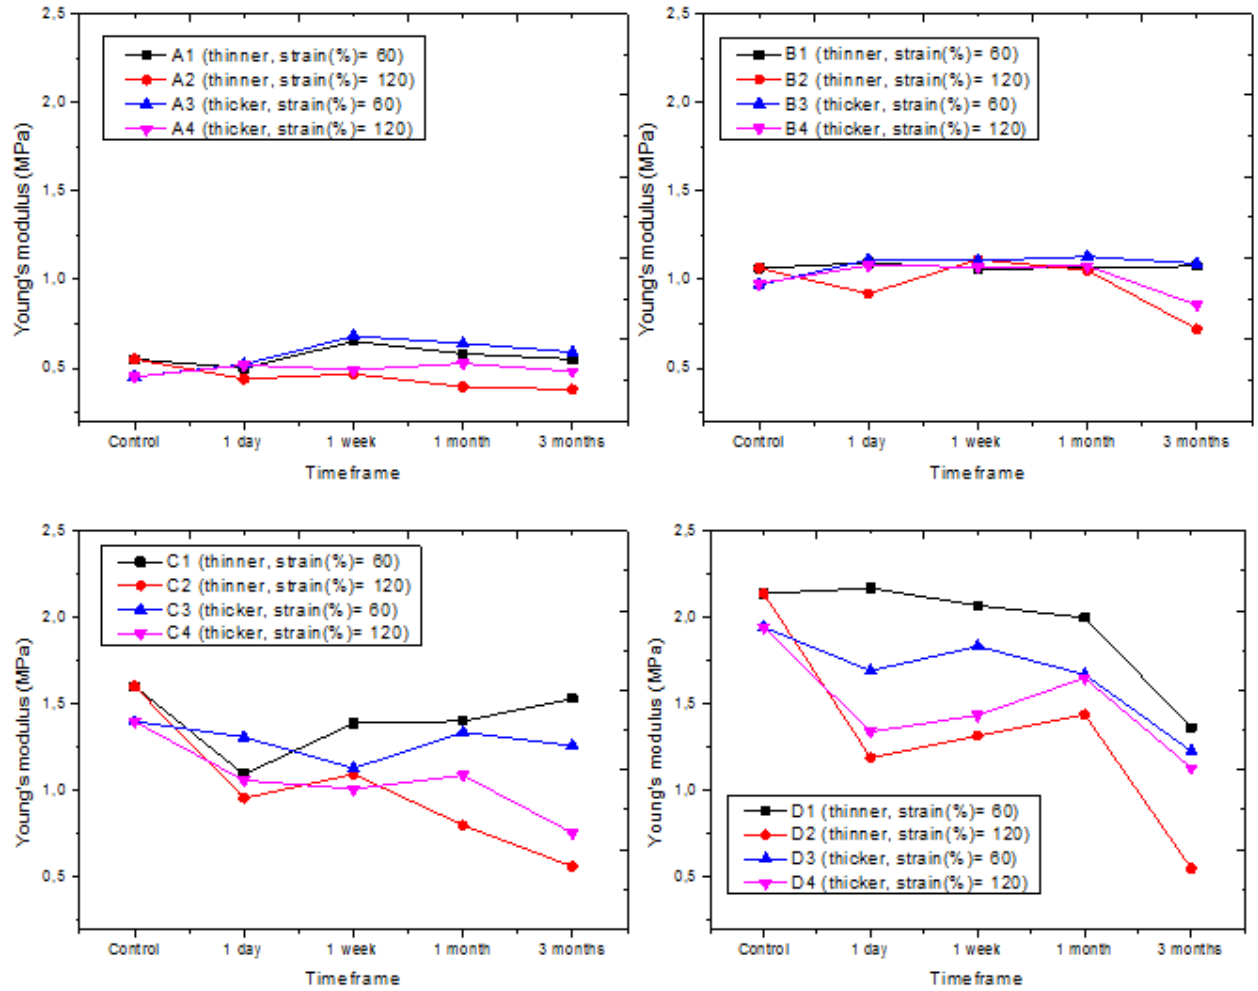 2,5
2,0
1,5
1,0
0,5
Young's modulus (MPa)
A1 (thinner, strain(%)= 60)
A2 (thinner, strain(%)= 120)
A3 (thicker, strain(%)= 60)
A4 (thicker, strain(%)= 120)
Control
1 day
1 week
1 month
3 months
Timeframe
2,5
2,0
1,5
1,0
0,5
Young's modulus (MPa)
B1 (thinner, strain(%)= 60)
B2 (thinner, strain(%)= 120)
B3 (thicker, strain(%)= 60)
B4 (thicker, strain(%)= 120)
Control
1 day
1 week
1 month
3 months
Timeframe
2,5
2,0
1,5
1,0
0,5
Young's modulus (MPa)
C1 (thinner, strain(%)= 60)
C2 (thinner, strain(%)= 120)
C3 (thicker, strain(%)= 60)
C4 (thicker, strain(%)= 120)
Control
1 day
1 week
1 month
3 months
Timeframe
2,5
2,0
1,5
1,0
0,5
Young's modulus (MPa)
D1 (thinner, strain(%)= 60)
D2 (thinner, strain(%)= 120)
D3 (thicker, strain(%)= 60)
D4 (thicker, strain(%)= 120)
Control
1 day
1 week
1 month
3 months
Timeframe